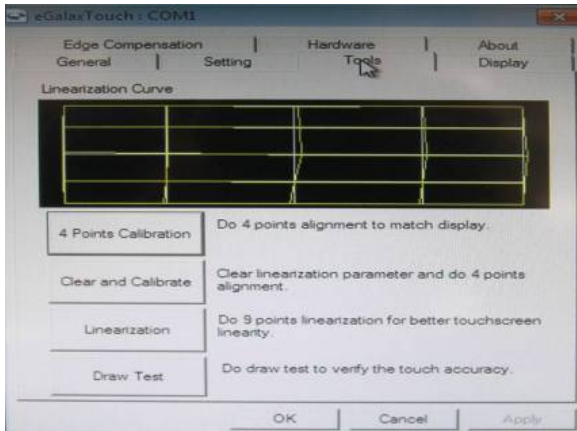 eGalaxTouch : COM1
Edge Compensation Hardware About
General Setting Tools Display
Linearization Curve
4 Points Calibration Do 4 points alignment to match display.
Clear and Calibrate Clear linearization parameter and do 4 points
alignment.
Linearization Do 9 points linearization for better touchscreen
linearity.
Draw Test Do draw test to verify the touch accuracy.
OK Cancel Apply